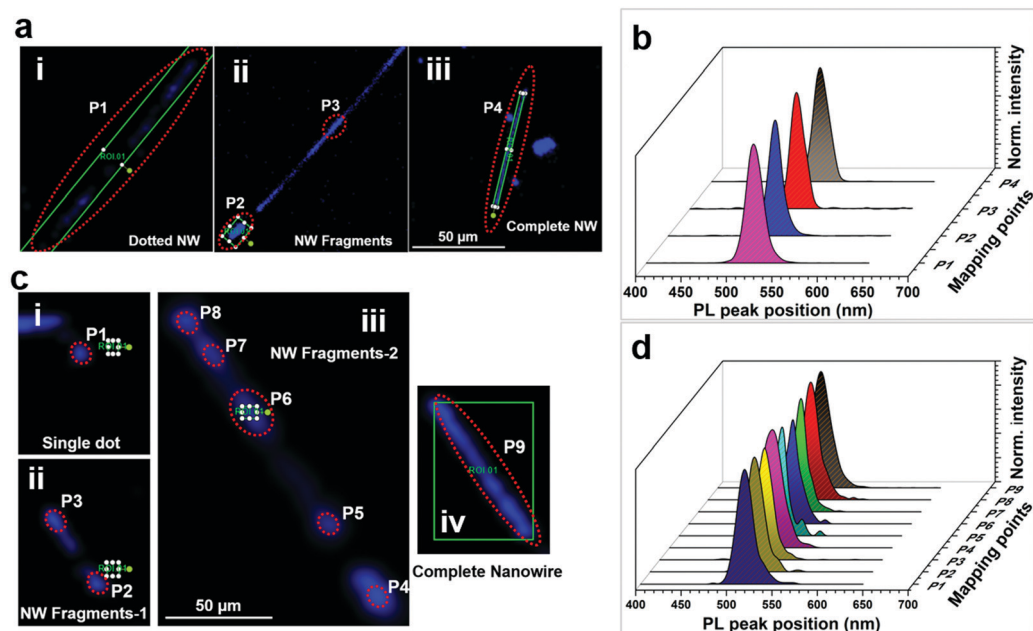 a
i
P1
ROI.01
Dotted NW
ii
P3
P2
NW Fragments
iii
P4
Complete NW
50 µm
b
Norm. intensity
P4
P3
P2
P1
Mapping points
400 450 500 550 600 650 700
PL peak position (nm)
c
i
P1
Single dot
ii
P3
P2
NW Fragments-1
iii
P8
NW Fragments-2
P7
P6
P5
P4
50 µm
P9
ROI.01
iv
Complete Nanowire
d
Norm. intensity
P9
P8
P7
P6
P5
P4
P3
P2
P1
Mapping points
400 450 500 550 600 650 700
PL peak position (nm)